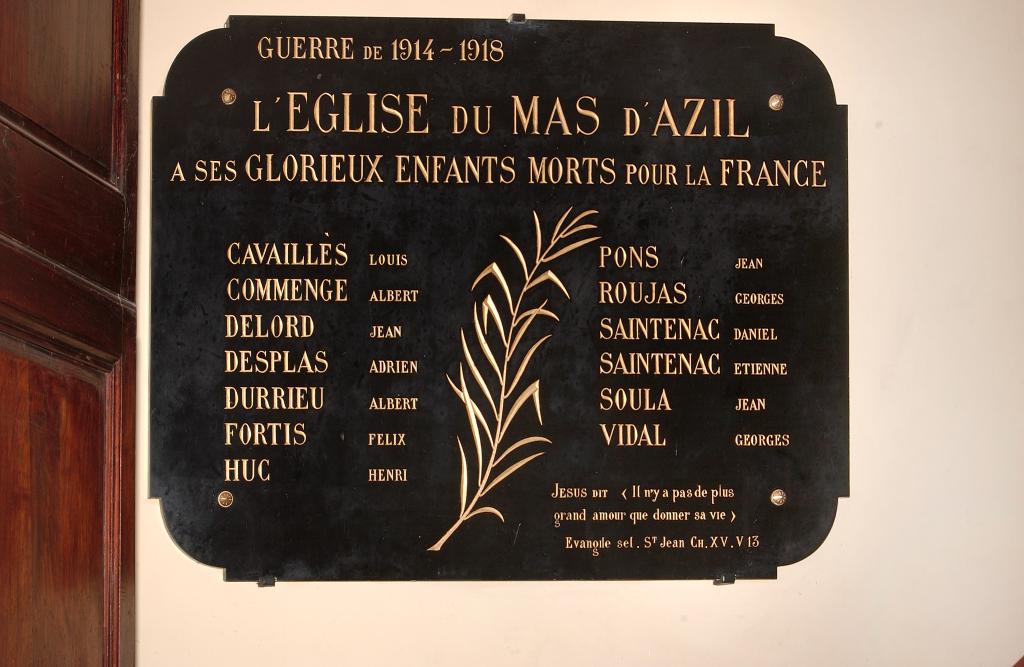 GUERRE DE 1914 - 1918
L'EGLISE DU MAS D'AZIL
A SES GLORIEUX ENFANTS MORTS POUR LA FRANCE
CAVAILLÈS LOUIS
COMMENGE ALBERT
DELORD JEAN
DESPLAS ADRIEN
DURRIEU ALBERT
FORTIS FELIX
HUC HENRI
PONS JEAN
ROUJAS GEORGES
SAINTENAC DANIEL
SAINTENAC ETIENNE
SOULA JEAN
VIDAL GEORGES
JESUS DIT ‹ Il n'y a pas de plus
grand amour que donner sa vie ›
Evangile sel. ST Jean CH. XV. V 13